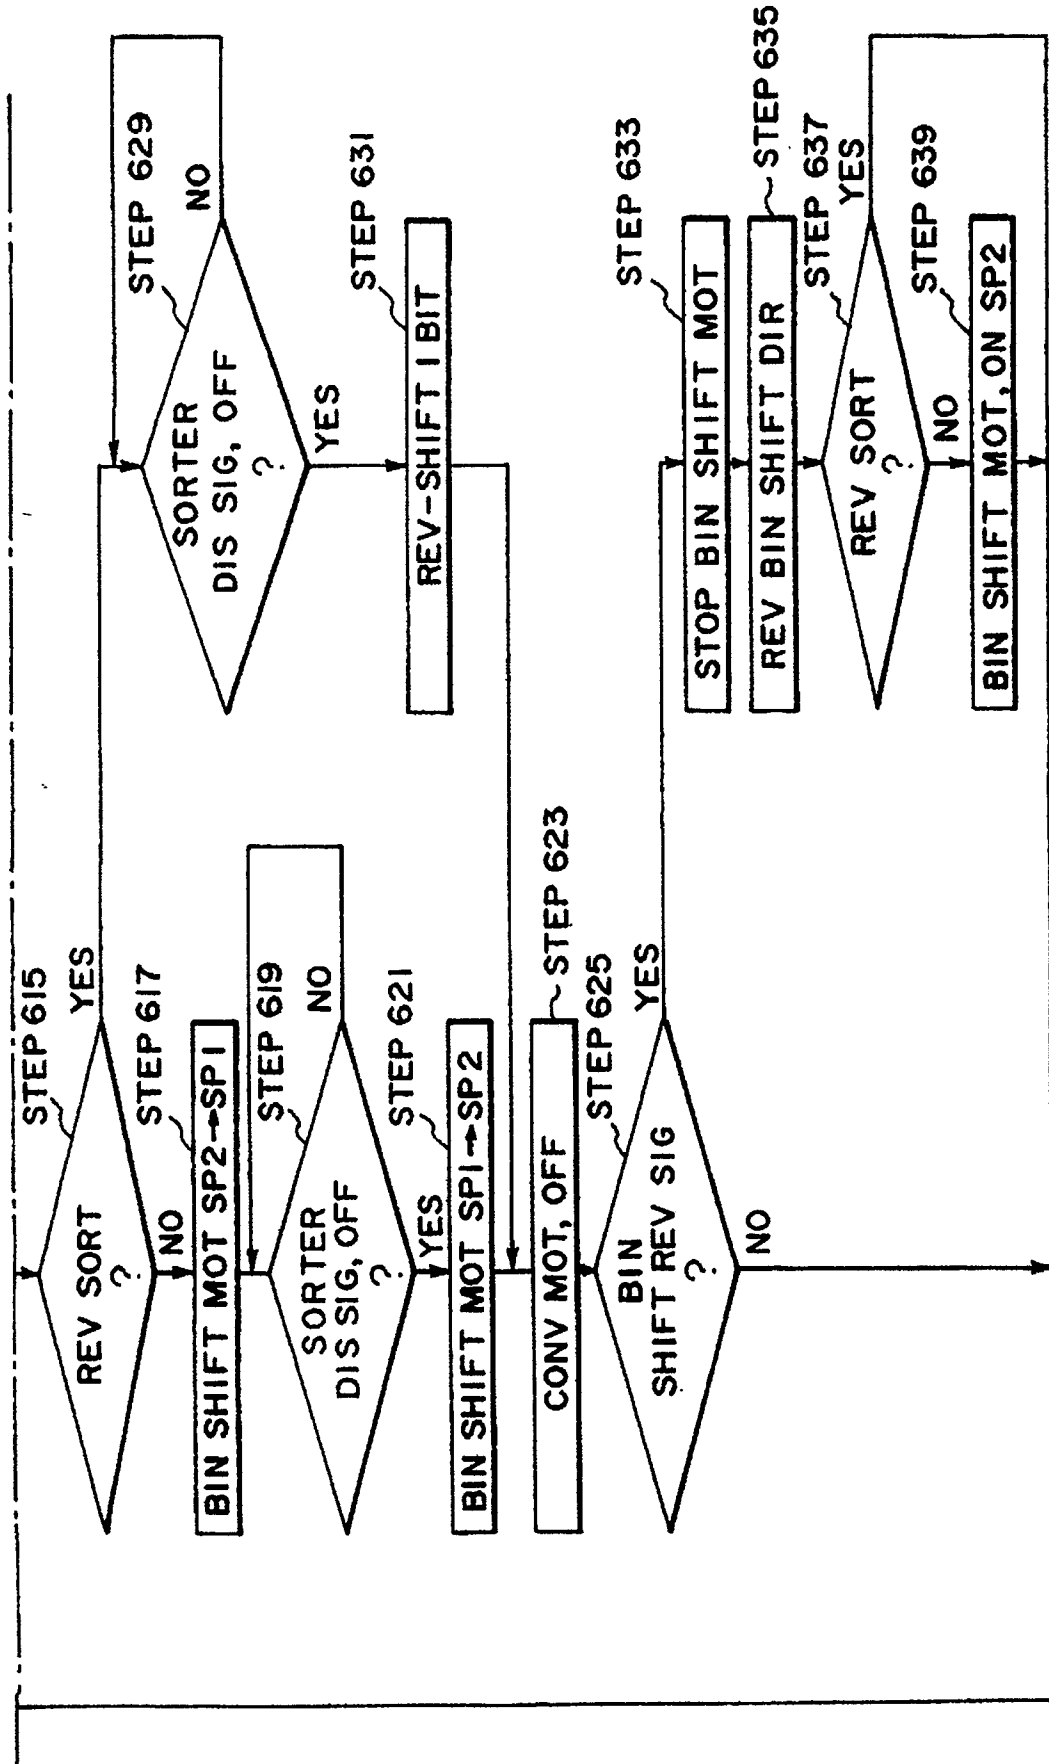 STEP 615
REV SORT
?
YES
NO
STEP 617
BIN SHIFT MOT SP2→SP1
STEP 619
SORTER
DIS SIG, OFF
?
NO
YES
STEP 621
BIN SHIFT MOT SP1→SP2
STEP 623
CONV MOT, OFF
STEP 625
BIN
SHIFT REV SIG
?
YES
NO
STEP 629
SORTER
DIS SIG, OFF
?
NO
YES
STEP 631
REV-SHIFT 1 BIT
STEP 633
STOP BIN SHIFT MOT
STEP 635
REV BIN SHIFT DIR
STEP 637
REV SORT
?
YES
NO
STEP 639
BIN SHIFT MOT, ON SP2